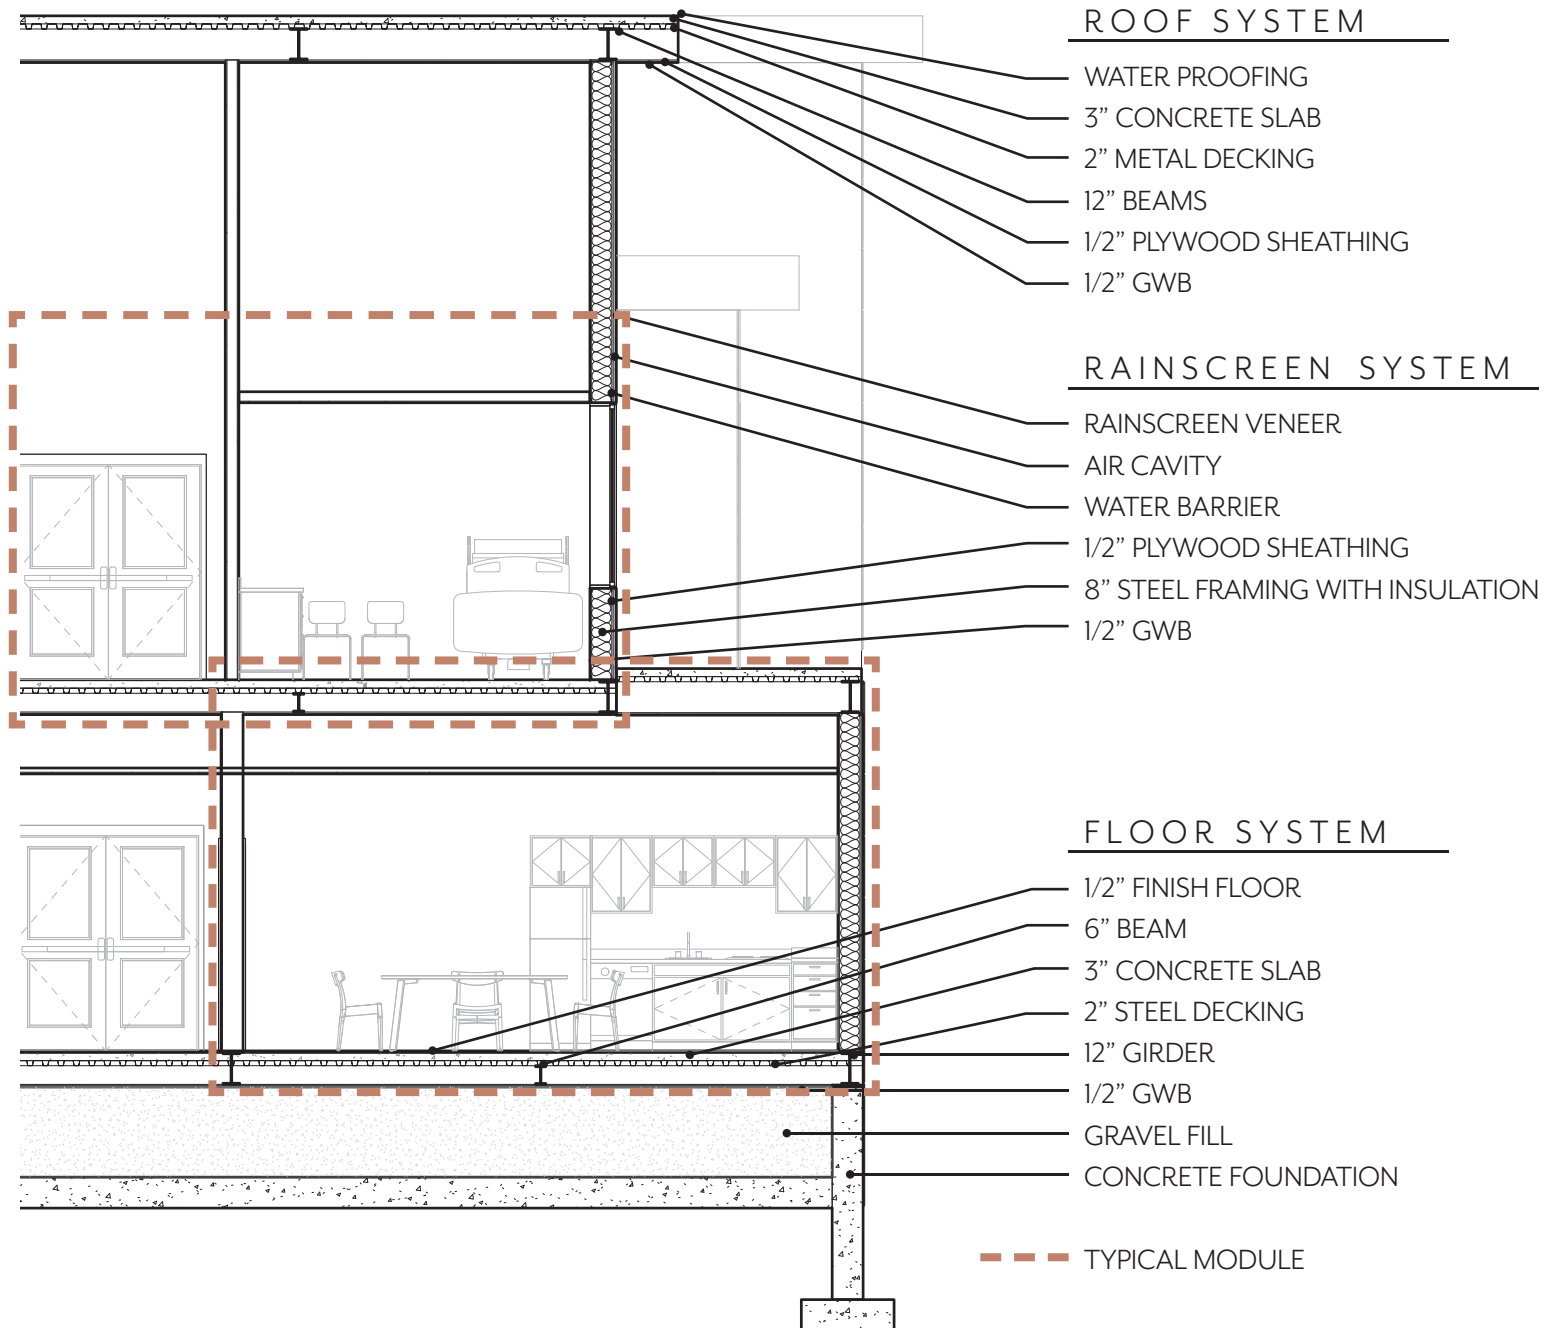 ROOF SYSTEM
WATER PROOFING
3” CONCRETE SLAB
2” METAL DECKING
12” BEAMS
1/2” PLYWOOD SHEATHING
1/2” GWB
RAINSCREEN SYSTEM
RAINSCREEN VENEER
AIR CAVITY
WATER BARRIER
1/2” PLYWOOD SHEATHING
8” STEEL FRAMING WITH INSULATION
1/2” GWB
FLOOR SYSTEM
1/2” FINISH FLOOR
6” BEAM
3” CONCRETE SLAB
2” STEEL DECKING
12” GIRDER
1/2” GWB
GRAVEL FILL
CONCRETE FOUNDATION
TYPICAL MODULE